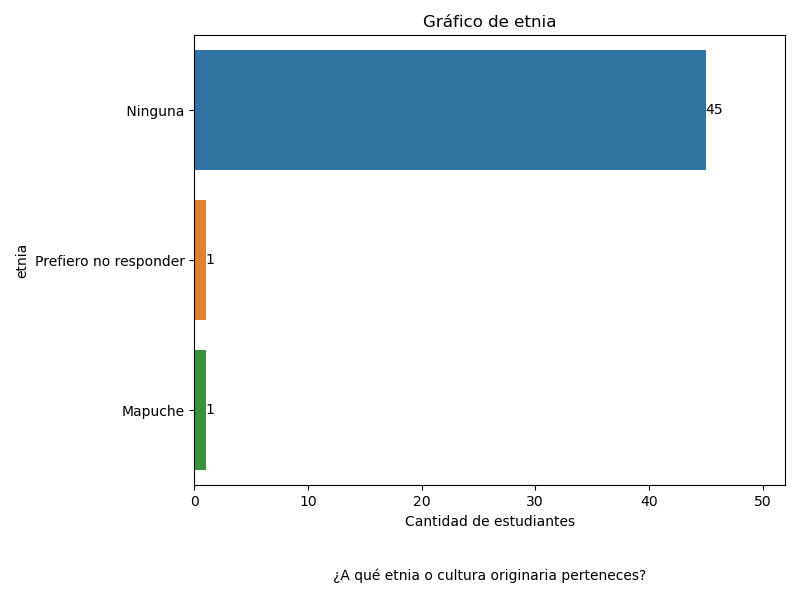 Gráfico de etnia
Ninguna
45
Prefiero no responder
1
Mapuche
1
etnia
0 10 20 30 40 50
Cantidad de estudiantes
¿A qué etnia o cultura originaria perteneces?